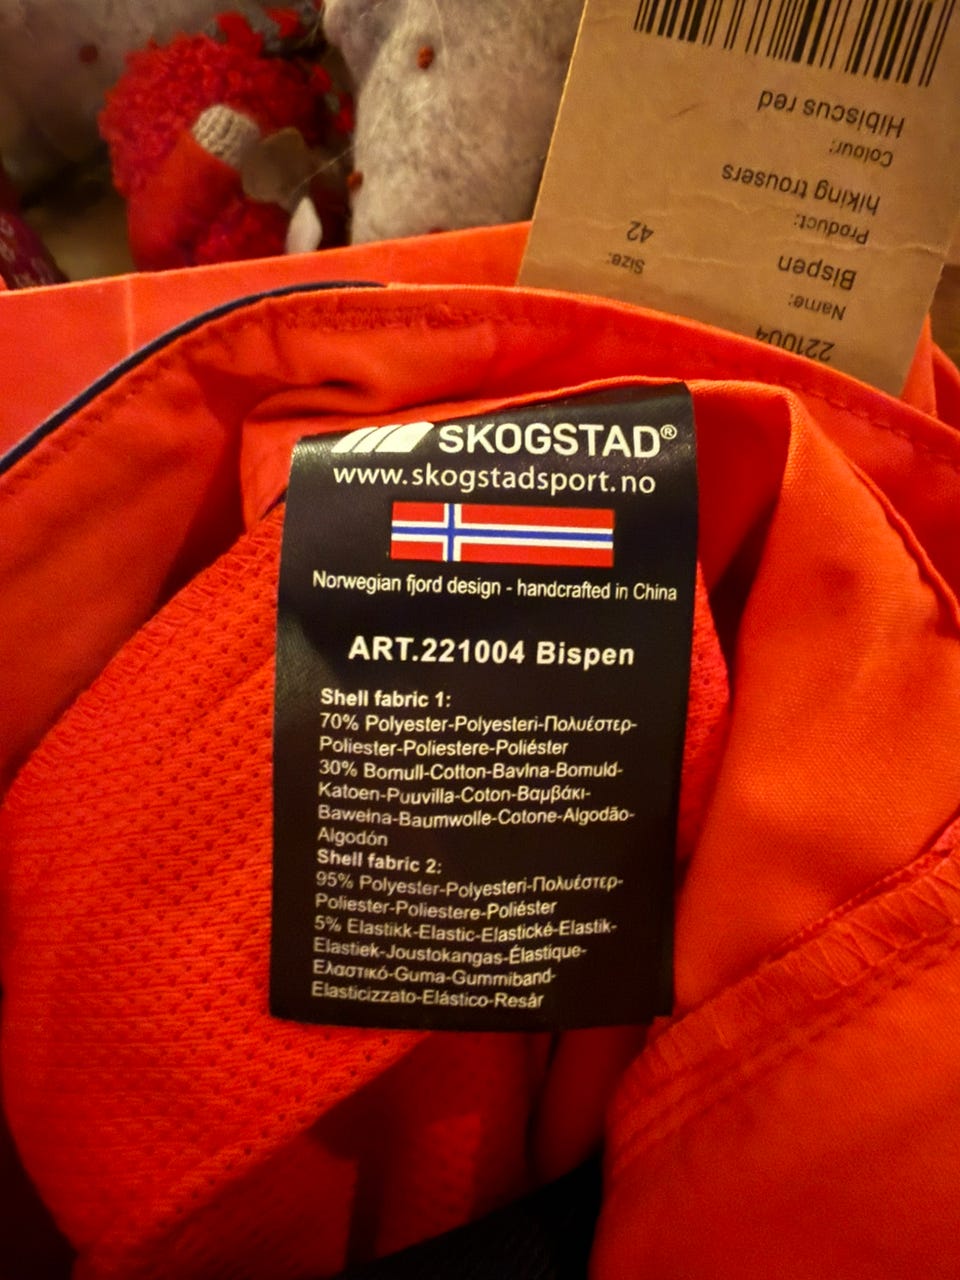 SKOGSTAD®
www.skogstadsport.no
Norwegian fjord design - handcrafted in China
ART.221004 Bispen
Shell fabric 1:
70% Polyester-Polyesteri-Πολυέστερ-
Poliester-Poliestere-Poliéster
30% Bomull-Cotton-Bavlna-Bomuld-
Katoen-Puuvilla-Coton-Βαμβάκι-
Bawełna-Baumwolle-Cotone-Algodão-
Algodón
Shell fabric 2:
95% Polyester-Polyesteri-Πολυέστερ-
Poliester-Poliestere-Poliéster
5% Elastikk-Elastic-Elastické-Elastik-
Elastiek-Joustokangas-Élastique-
Ελαστικό-Guma-Gummiband-
Elasticizzato-Elástico-Resår
221004
Name:
Bispen
Size:
42
Product:
hiking trousers
Colour:
Hibiscus red